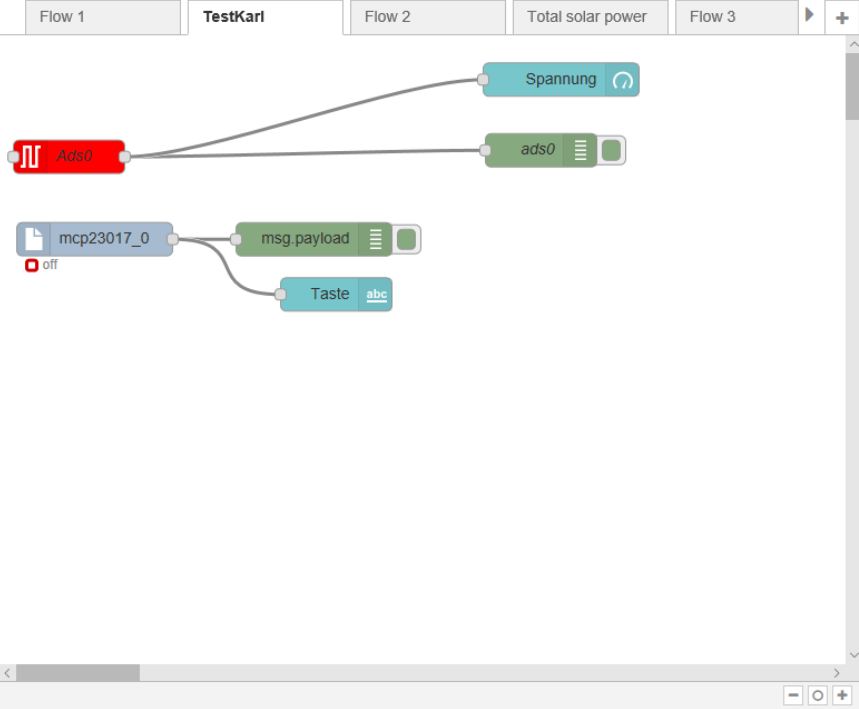 Flow 1
TestKarl
Flow 2
Total solar power
Flow 3
Spannung
Ads0
ads0
mcp23017_0
msg.payload
off
Taste
abc